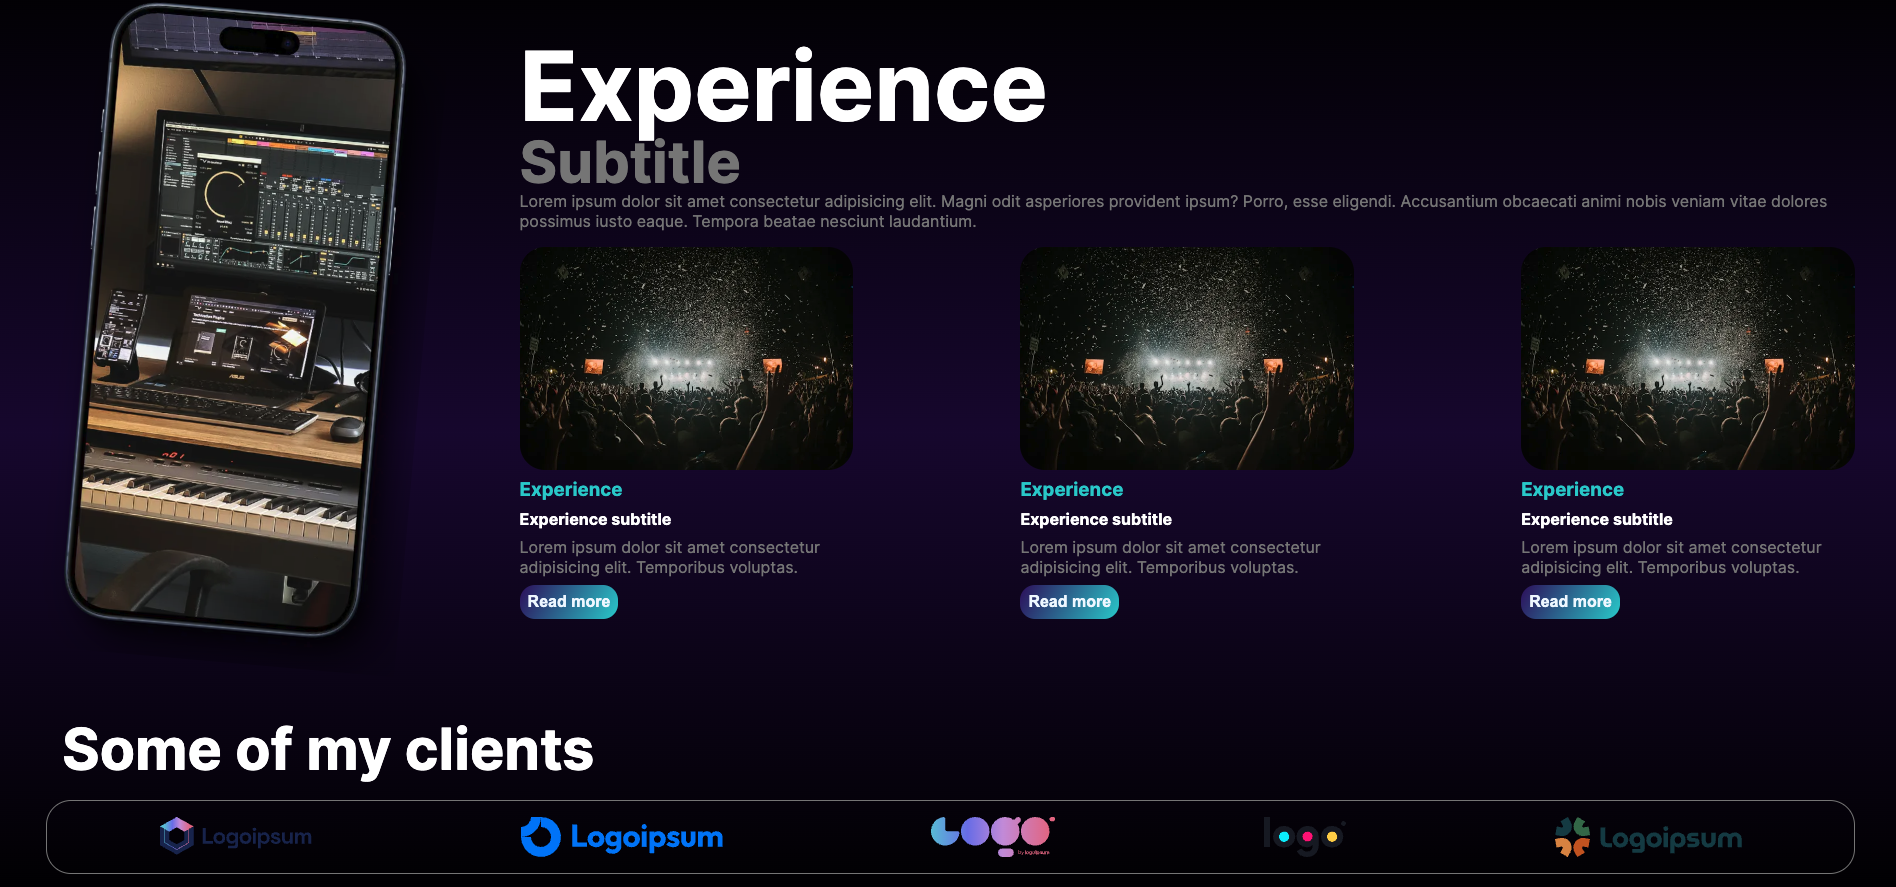 Experience
Subtitle
Lorem ipsum dolor sit amet consectetur adipisicing elit. Magni odit asperiores provident ipsum? Porro, esse eligendi. Accusantium obcaecati animi nobis veniam vitae dolores
possimus iusto eaque. Tempora beatae nesciunt laudantium.
Experience
Experience subtitle
Lorem ipsum dolor sit amet consectetur
adipisicing elit. Temporibus voluptas.
Read more
Experience
Experience subtitle
Lorem ipsum dolor sit amet consectetur
adipisicing elit. Temporibus voluptas.
Read more
Experience
Experience subtitle
Lorem ipsum dolor sit amet consectetur
adipisicing elit. Temporibus voluptas.
Read more
Some of my clients
Logoipsum
Logoipsum
Logo
by logoipsum
logo
Logoipsum